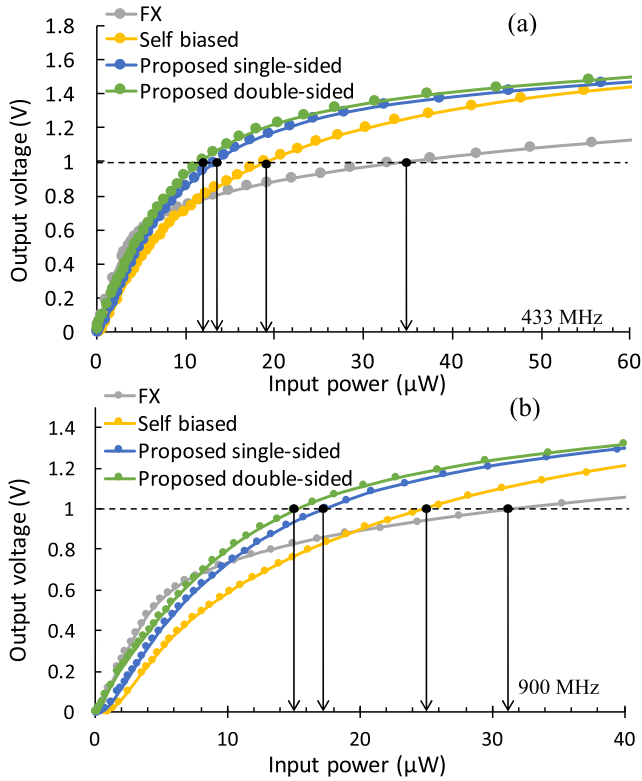 FX
(a)
Self biased
Proposed single-sided
Proposed double-sided
Output voltage (V)
1.8
1.6
1.4
1.2
1
0.8
0.6
0.4
0.2
0
433 MHz
0 10 20 30 40 50 60
Input power (μW)
FX
(b)
Self biased
Proposed single-sided
Proposed double-sided
Output voltage (V)
1.4
1.2
1
0.8
0.6
0.4
0.2
0
900 MHz
0 10 20 30 40
Input power (μW)